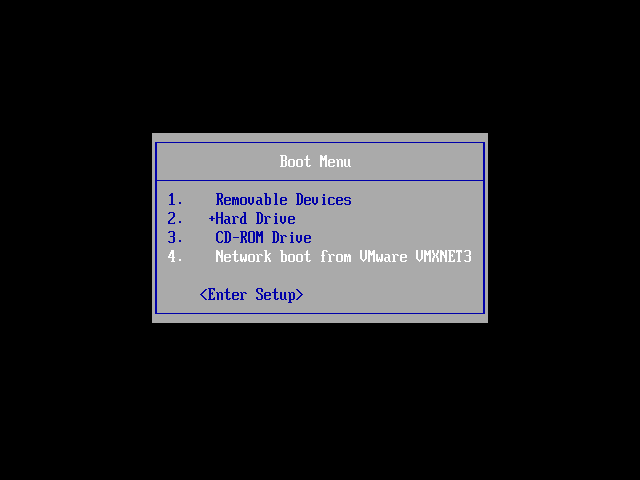 Boot Menu
1. Removable Devices
2. +Hard Drive
3. CD-ROM Drive
4. Network boot from VMware VMXNET3
<Enter Setup>